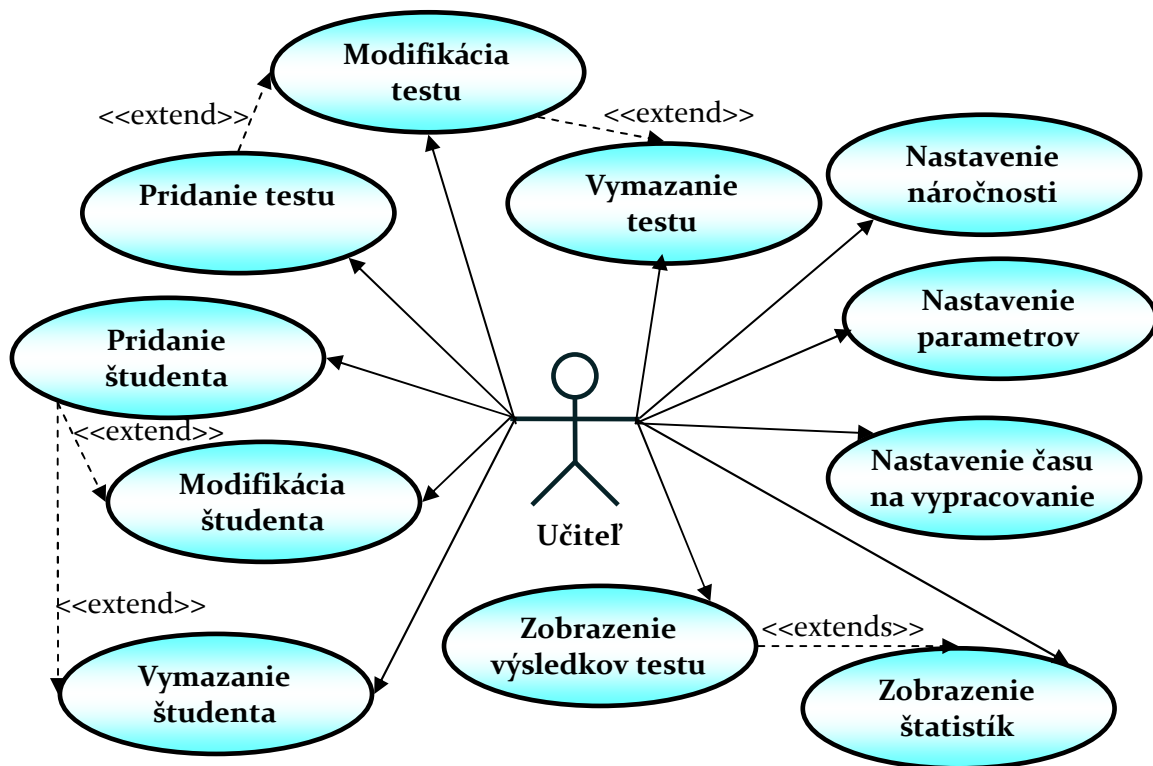 Modifikácia
testu
<<extend>>
<<extend>>
Pridanie testu
Vymazanie
testu
Nastavenie
náročnosti
Pridanie
študenta
Nastavenie
parametrov
<<extend>>
Modifikácia
študenta
Učiteľ
Nastavenie času
na vypracovanie
<<extend>>
Vymazanie
študenta
Zobrazenie
výsledkov testu
<<extends>>
Zobrazenie
štatistík